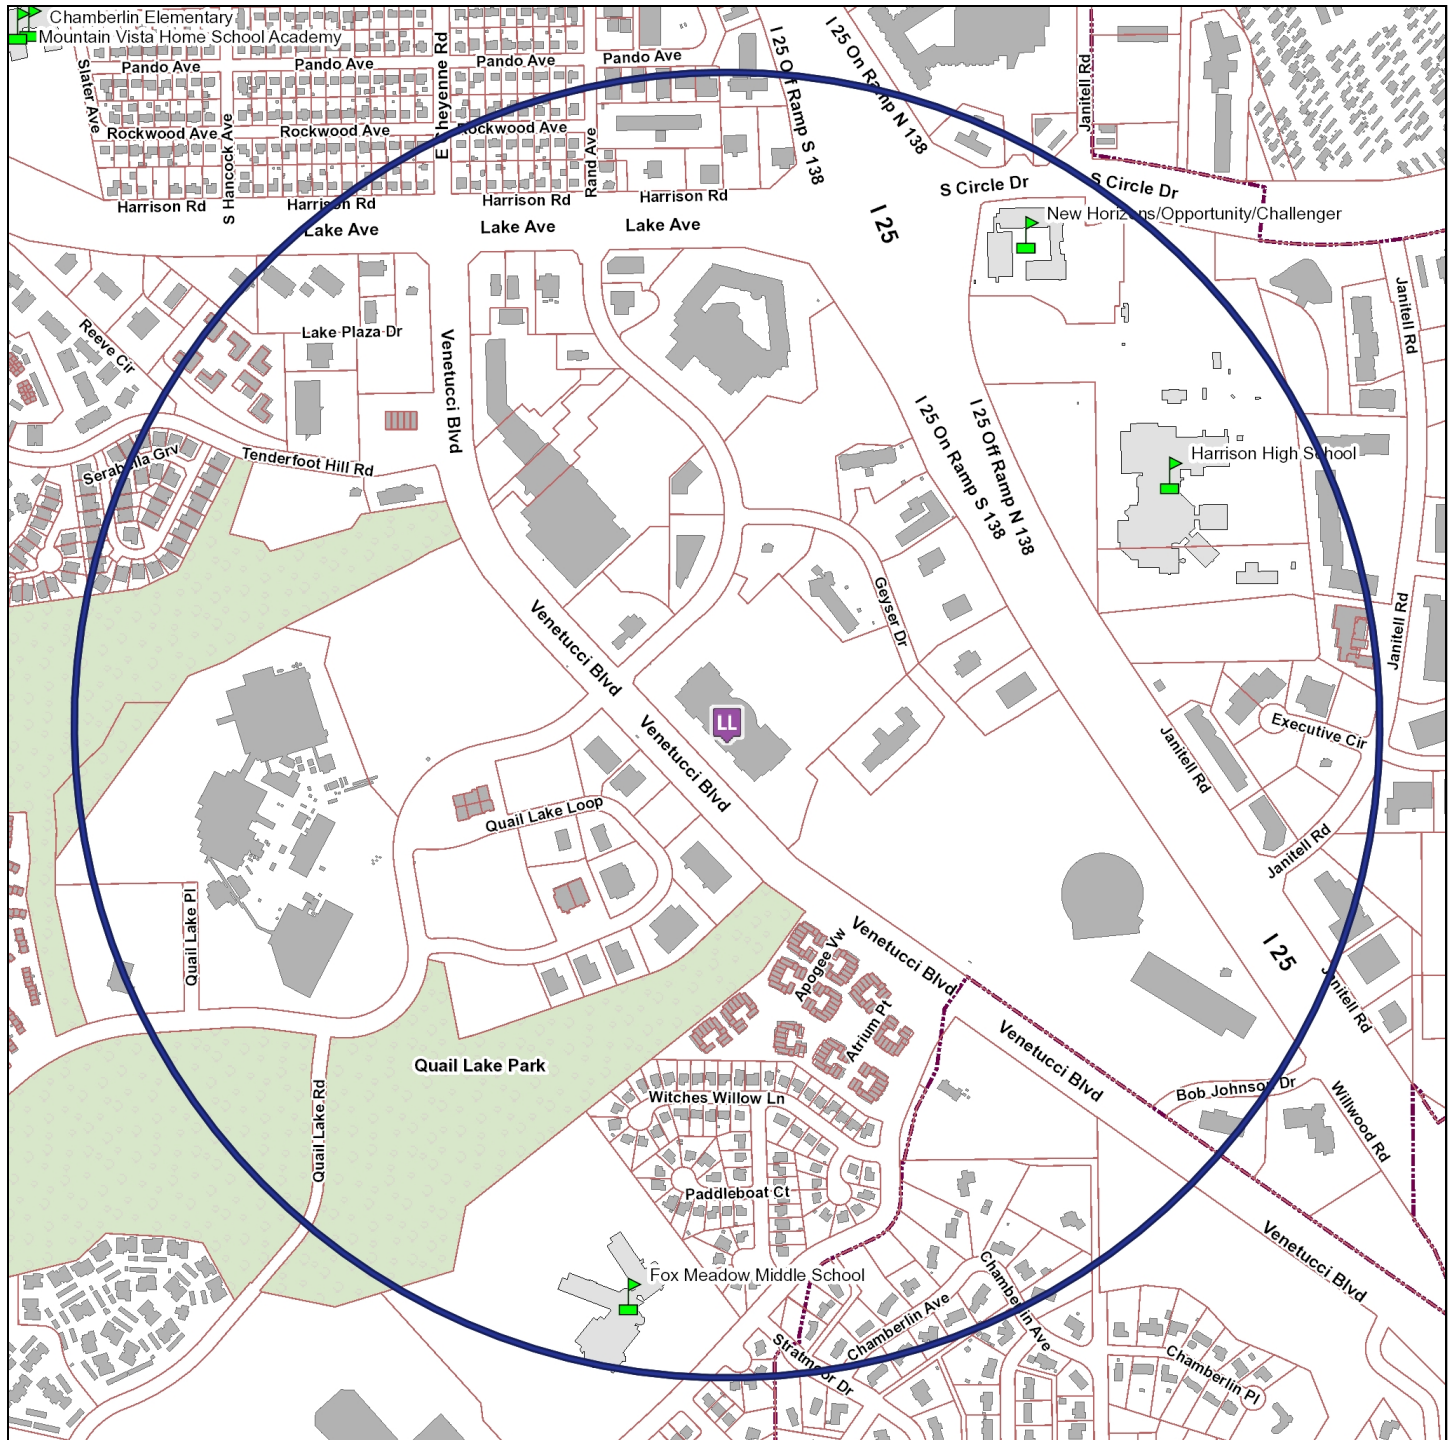 Chamberlin Elementary
Mountain Vista Home School Academy
Slater Ave
Pando Ave
Pando Ave
Pando Ave
Pando Ave
E Cheyenne Rd
I 25 Off Ramp S 138
I 25 On Ramp N 138
Janitell Rd
Rockwood Ave
Rockwood Ave
Rockwood Ave
S Hancock Ave
Rand Ave
Harrison Rd
Harrison Rd
Harrison Rd
Harrison Rd
S Circle Dr
S Circle Dr
Lake Ave
Lake Ave
Lake Ave
I 25
New Horizons/Opportunity/Challenger
Reeve Cir
Lake Plaza Dr
Venetucci Blvd
Janitell Rd
I 25 On Ramp S 138
I 25 Off Ramp N 138
Serabella Grv
Tenderfoot Hill Rd
Harrison High School
Geyser Dr
Venetucci Blvd
Janitell Rd
LL
Venetucci Blvd
Executive Cir
Janitell Rd
Quail Lake Loop
Janitell Rd
Quail Lake Pl
Apogee Vw
Venetucci Blvd
I 25
Janitell Rd
Atrium Pt
Quail Lake Park
Venetucci Blvd
Bob Johnson Dr
Willwood Rd
Witches Willow Ln
Quail Lake Rd
Paddleboat Ct
Venetucci Blvd
Fox Meadow Middle School
Chamberlin Ave
Chamberlin Ave
Stratmoor Dr
Chamberlin Pl